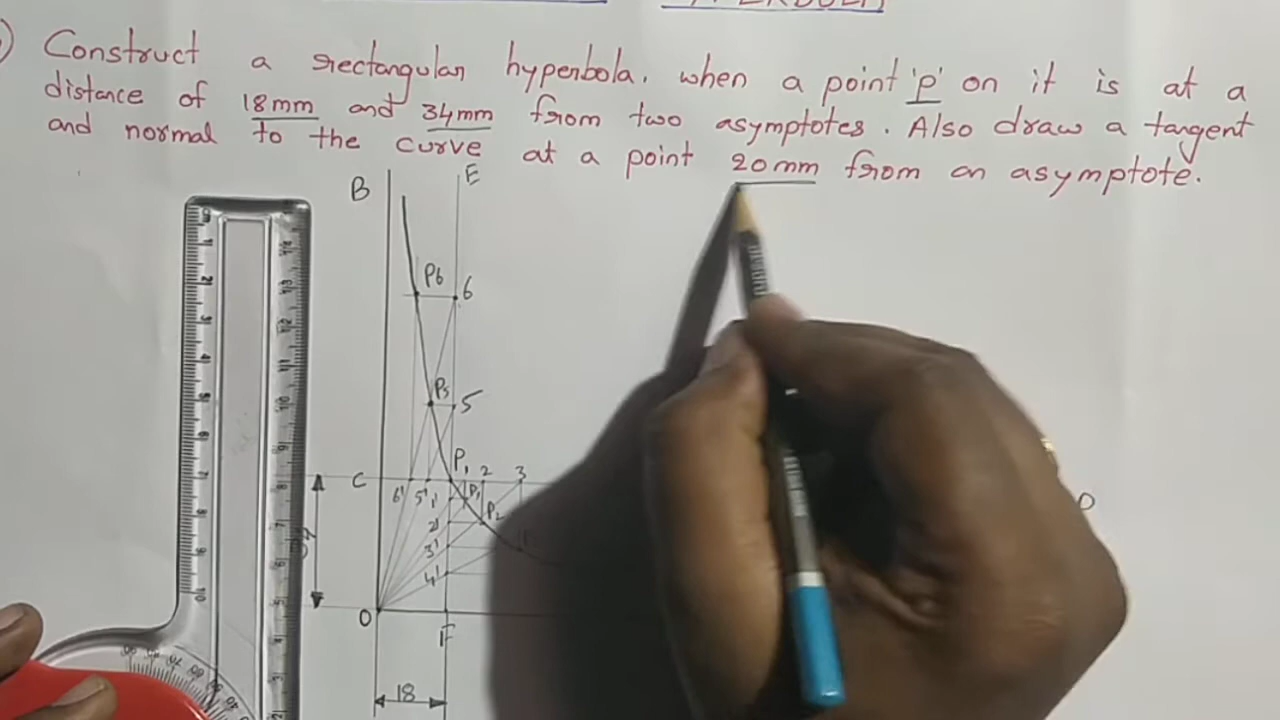 Construct a rectangular hyperbola. when a point 'P' on it is at a
distance of 18mm and 34mm from two asymptotes. Also draw a tangent
and normal to the curve at a point 20mm from an asymptote.
B E
P6 6
P5 5
C P, 2 3
6' 5' 1' P1
2' P2
3'
4'
O F
18